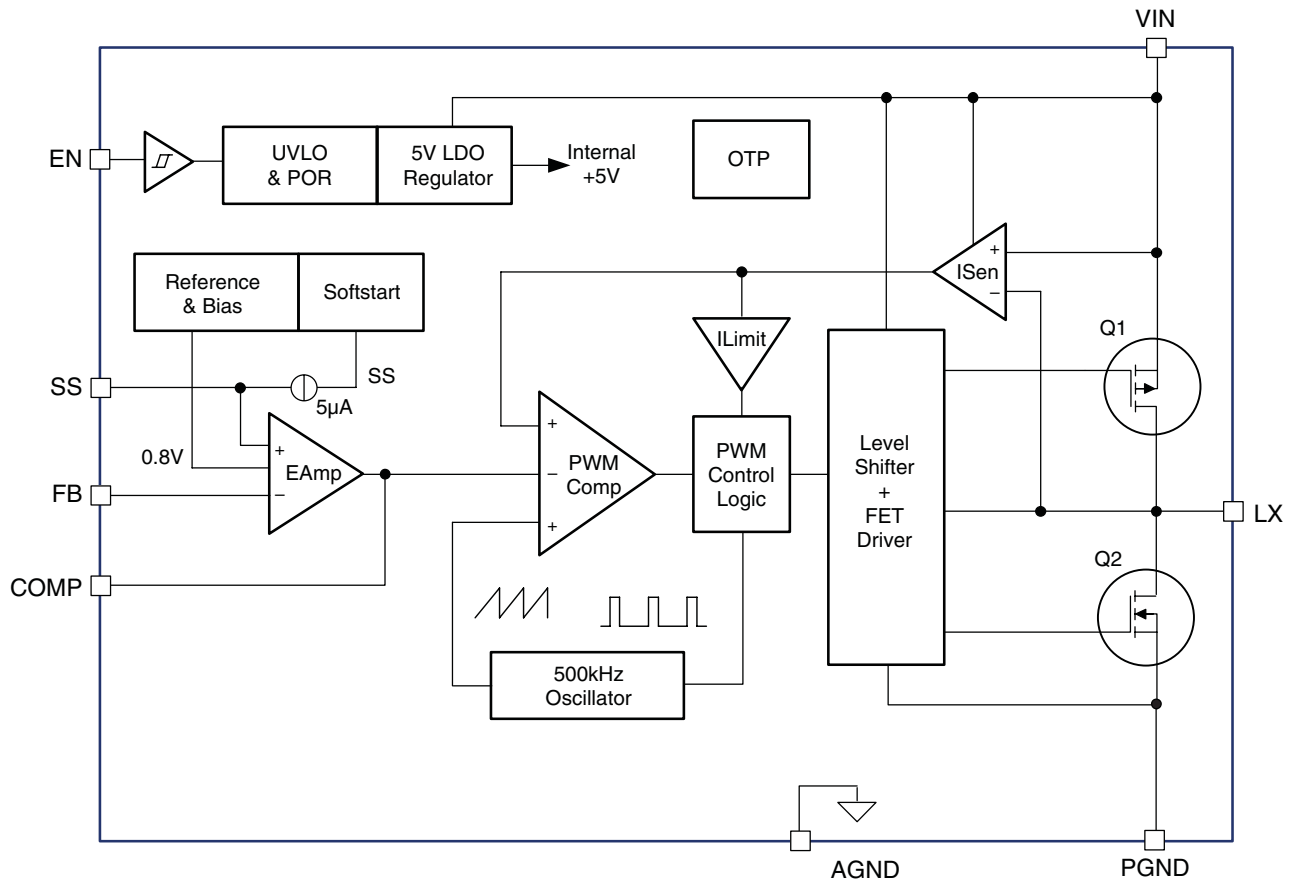 VIN
EN
UVLO
& POR
5V LDO
Regulator
Internal
+5V
OTP
Reference
& Bias
Softstart
+
ISen
–
ILimit
Q1
SS
SS
5µA
0.8V
+
EAmp
–
FB
COMP
+
–
PWM
Comp
+
PWM
Control
Logic
Level
Shifter
+
FET
Driver
LX
Q2
500kHz
Oscillator
AGND
PGND